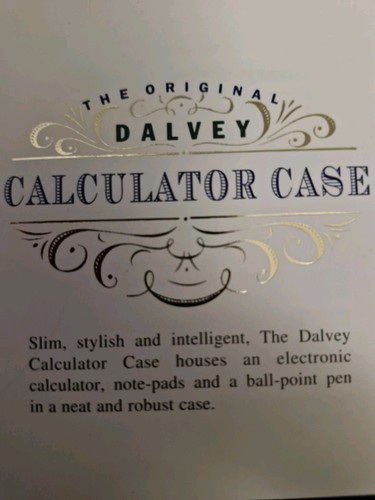 THE ORIGINAL
DALVEY
CALCULATOR CASE
Slim, stylish and intelligent, The Dalvey
Calculator Case houses an electronic
calculator, note-pads and a ball-point pen
in a neat and robust case.